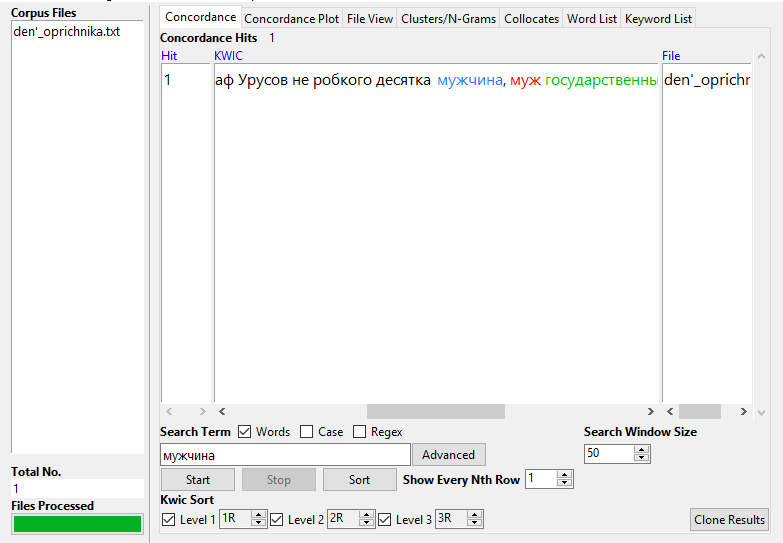 Corpus Files
den'_oprichnika.txt
Total No.
1
Files Processed
Concordance Concordance Plot File View Clusters/N-Grams Collocates Word List Keyword List
Concordance Hits 1
Hit KWIC File
1 аф Урусов не робкого десятка мужчина, муж государственны den'_oprichn
Search Term Words Case Regex Search Window Size
мужчина Advanced 50
Start Stop Sort Show Every Nth Row 1
Kwic Sort
Level 1 1R Level 2 2R Level 3 3R Clone Results